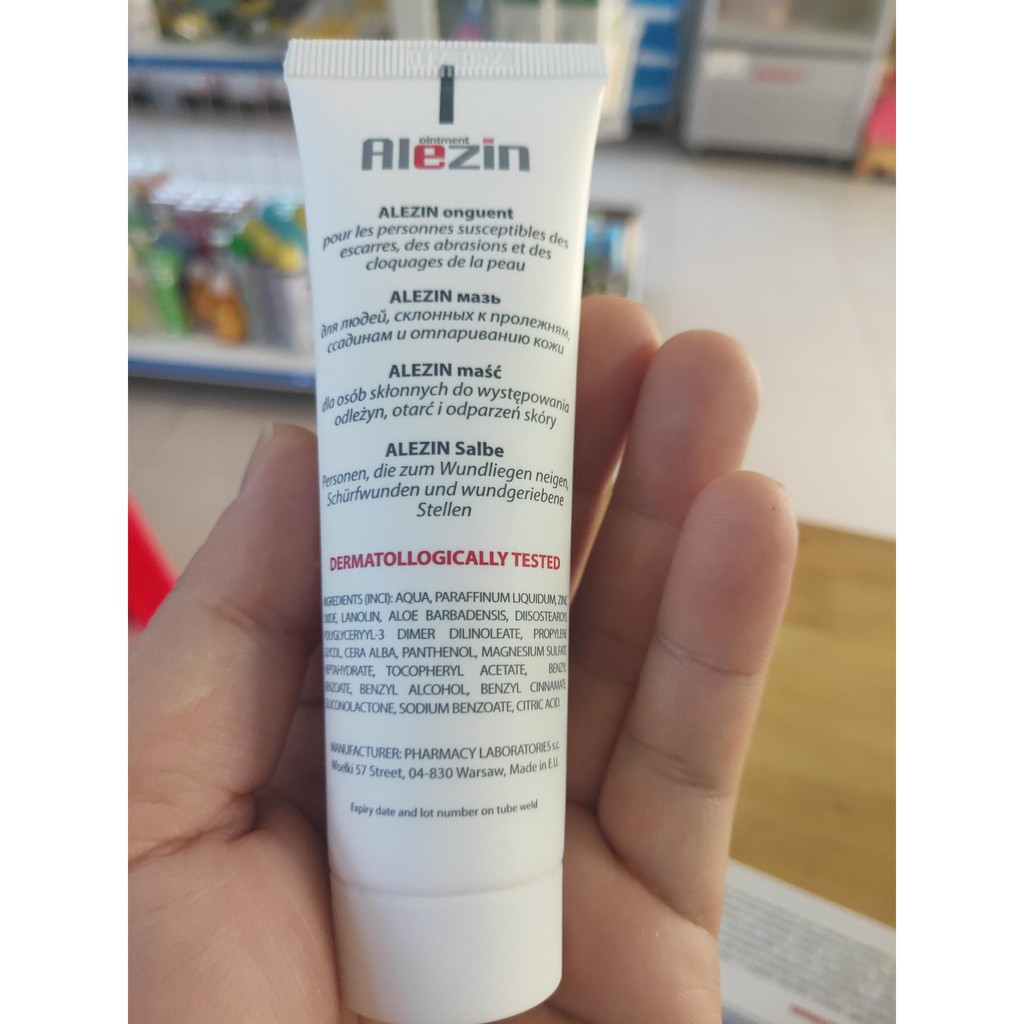 ointment
Alezin
ALEZIN onguent
pour les personnes susceptibles des
escarres, des abrasions et des
cloquages de la peau
ALEZIN мазь
для людей, склонных к пролежням,
ссадинам и отпариванию кожи
ALEZIN maść
dla osób skłonnych do występowania
odleżyn, otarć i odparzeń skóry
ALEZIN Salbe
Personen, die zum Wundliegen neigen,
Schürfwunden und wundgeriebene
Stellen
DERMATOLLOGICALLY TESTED
INGREDIENTS (INCI): AQUA, PARAFFINUM LIQUIDUM, ZINC
OXIDE, LANOLIN, ALOE BARBADENSIS, DIISOSTEAROYL
POLYGLYCERYYL-3 DIMER DILINOLEATE, PROPYLENE
GLYCOL, CERA ALBA, PANTHENOL, MAGNESIUM SULFATE
HEPTAHYDRATE, TOCOPHERYL ACETATE, BENZYL
BENZOATE, BENZYL ALCOHOL, BENZYL CINNAMATE,
GLUCONOLACTONE, SODIUM BENZOATE, CITRIC ACID.
MANUFACTURER: PHARMACY LABORATORIES s.c.
Mselki 57 Street, 04-830 Warsaw, Made in E.U.
Expiry date and lot number on tube weld